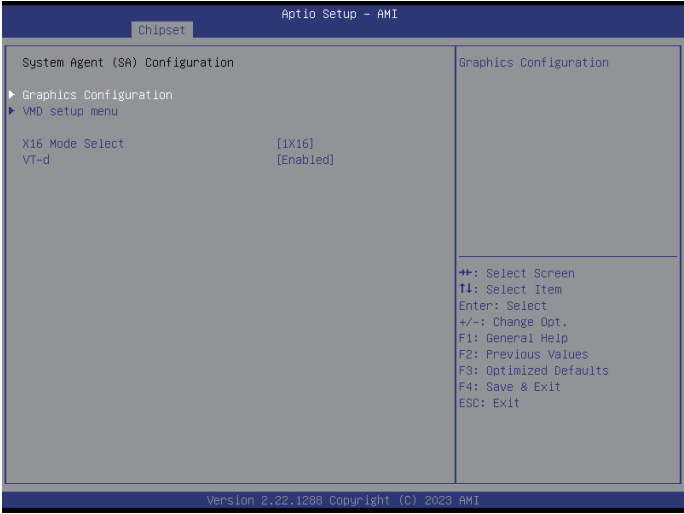 Aptio Setup – AMI
Chipset
System Agent (SA) Configuration
Graphics Configuration
VMD setup menu
X16 Mode Select [1X16]
VT-d [Enabled]
Graphics Configuration
→←: Select Screen
↑↓: Select Item
Enter: Select
+/-: Change Opt.
F1: General Help
F2: Previous Values
F3: Optimized Defaults
F4: Save & Exit
ESC: Exit
Version 2.22.1288 Copyright (C) 2023 AMI